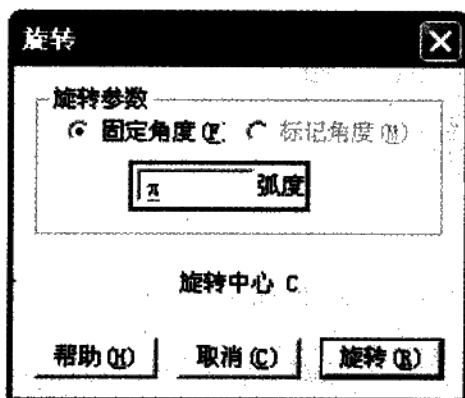 旋转
旋转参数
固定角度(F) 标记角度(M)
π 弧度
旋转中心 C
帮助(H) 取消(C) 旋转(R)